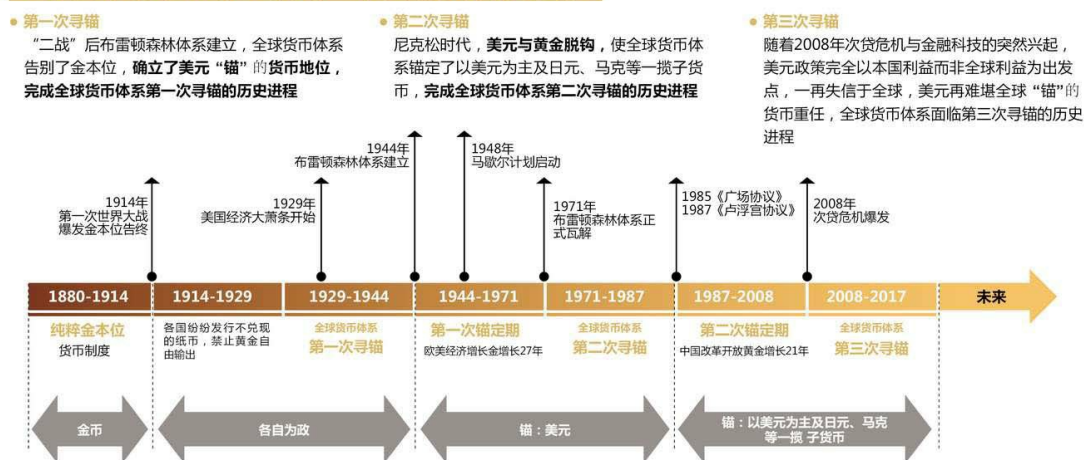 第一次寻锚
“二战”后布雷顿森林体系建立，全球货币体系
告别了金本位，确立了美元“锚”的货币地位，
完成全球货币体系第一次寻锚的历史进程
第二次寻锚
尼克松时代，美元与黄金脱钩，使全球货币体
系锚定了以美元为主及日元、马克等一揽子货
币，完成全球货币体系第二次寻锚的历史进程
第三次寻锚
随着2008年次贷危机与金融科技的突然兴起，
美元政策完全以本国利益而非全球利益为出发
点，一再失信于全球，美元再难堪全球“锚”的
货币重任，全球货币体系面临第三次寻锚的历史
进程
1914年
第一次世界大战
爆发金本位告终
1929年
美国经济大萧条开始
1944年
布雷顿森林体系建立
1948年
马歇尔计划启动
1971年
布雷顿森林体系正
式瓦解
1985《广场协议》
1987《卢浮宫协议》
2008年
次贷危机爆发
1880-1914
1914-1929
1929-1944
1944-1971
1971-1987
1987-2008
2008-2017
未来
纯粹金本位
货币制度
各国纷纷发行不兑现
的纸币，禁止黄金自
由输出
全球货币体系
第一次寻锚
第一次锚定期
欧美经济增长金增长27年
全球货币体系
第二次寻锚
第二次锚定期
中国改革开放黄金增长21年
全球货币体系
第三次寻锚
金币
各自为政
锚：美元
锚：以美元为主及日元、马克
等一揽 子货币